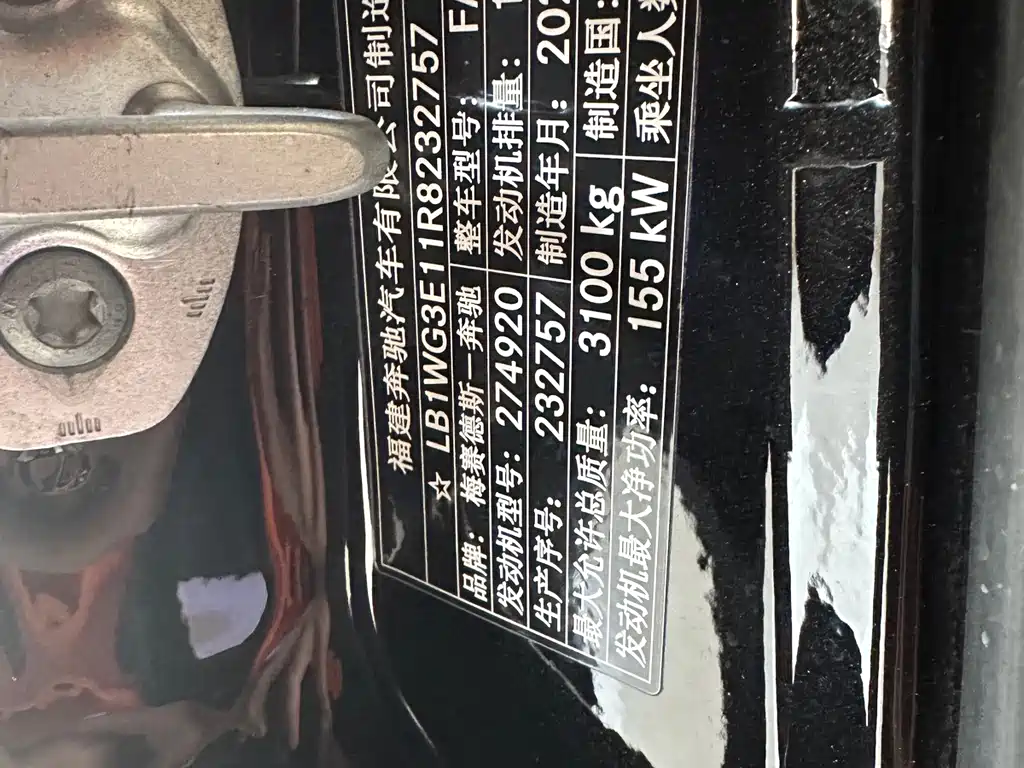 福建奔驰汽车有限公司制造
☆ LB1WG3E11R8232757
品牌：梅赛德斯—奔驰 整车型号：
发动机型号：274920 发动机排量：
生产序号：232757 制造年月：202
最大允许总质量：3100 kg 制造国：
发动机最大净功率：155 kW 乘坐人数